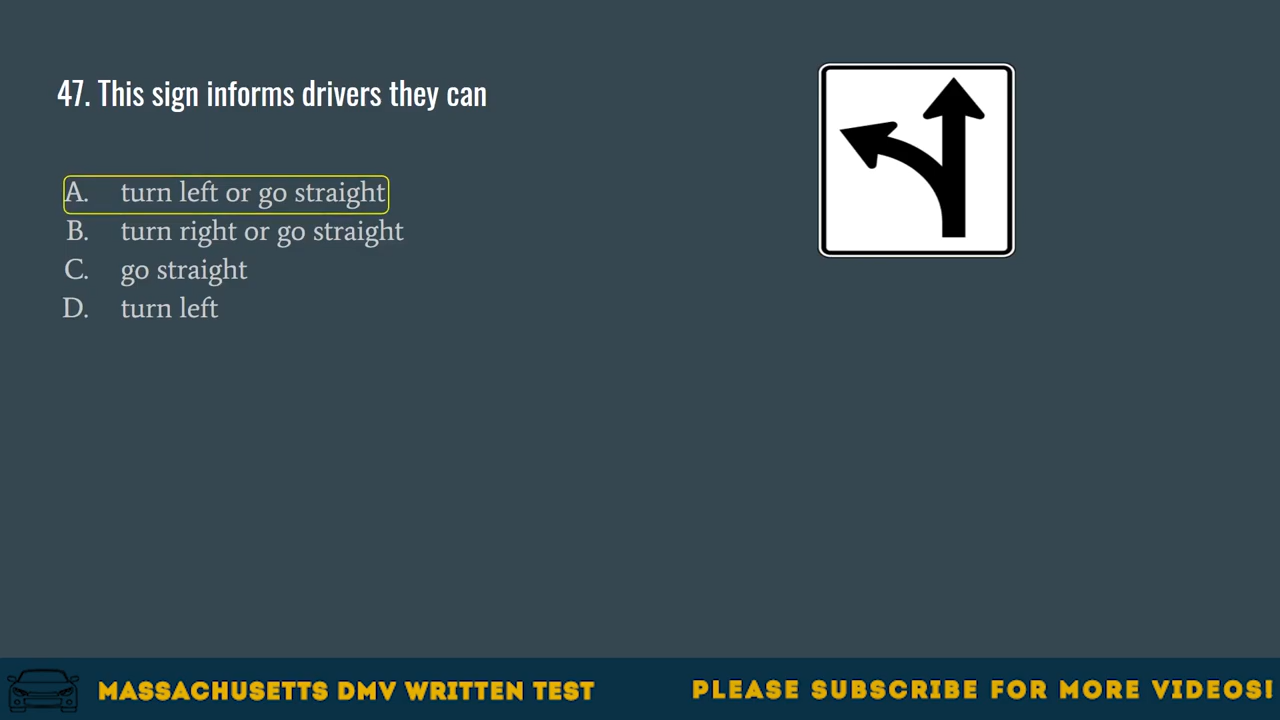 47. This sign informs drivers they can
A. turn left or go straight
B. turn right or go straight
C. go straight
D. turn left
MASSACHUSETTS DMV WRITTEN TEST
PLEASE SUBSCRIBE FOR MORE VIDEOS!